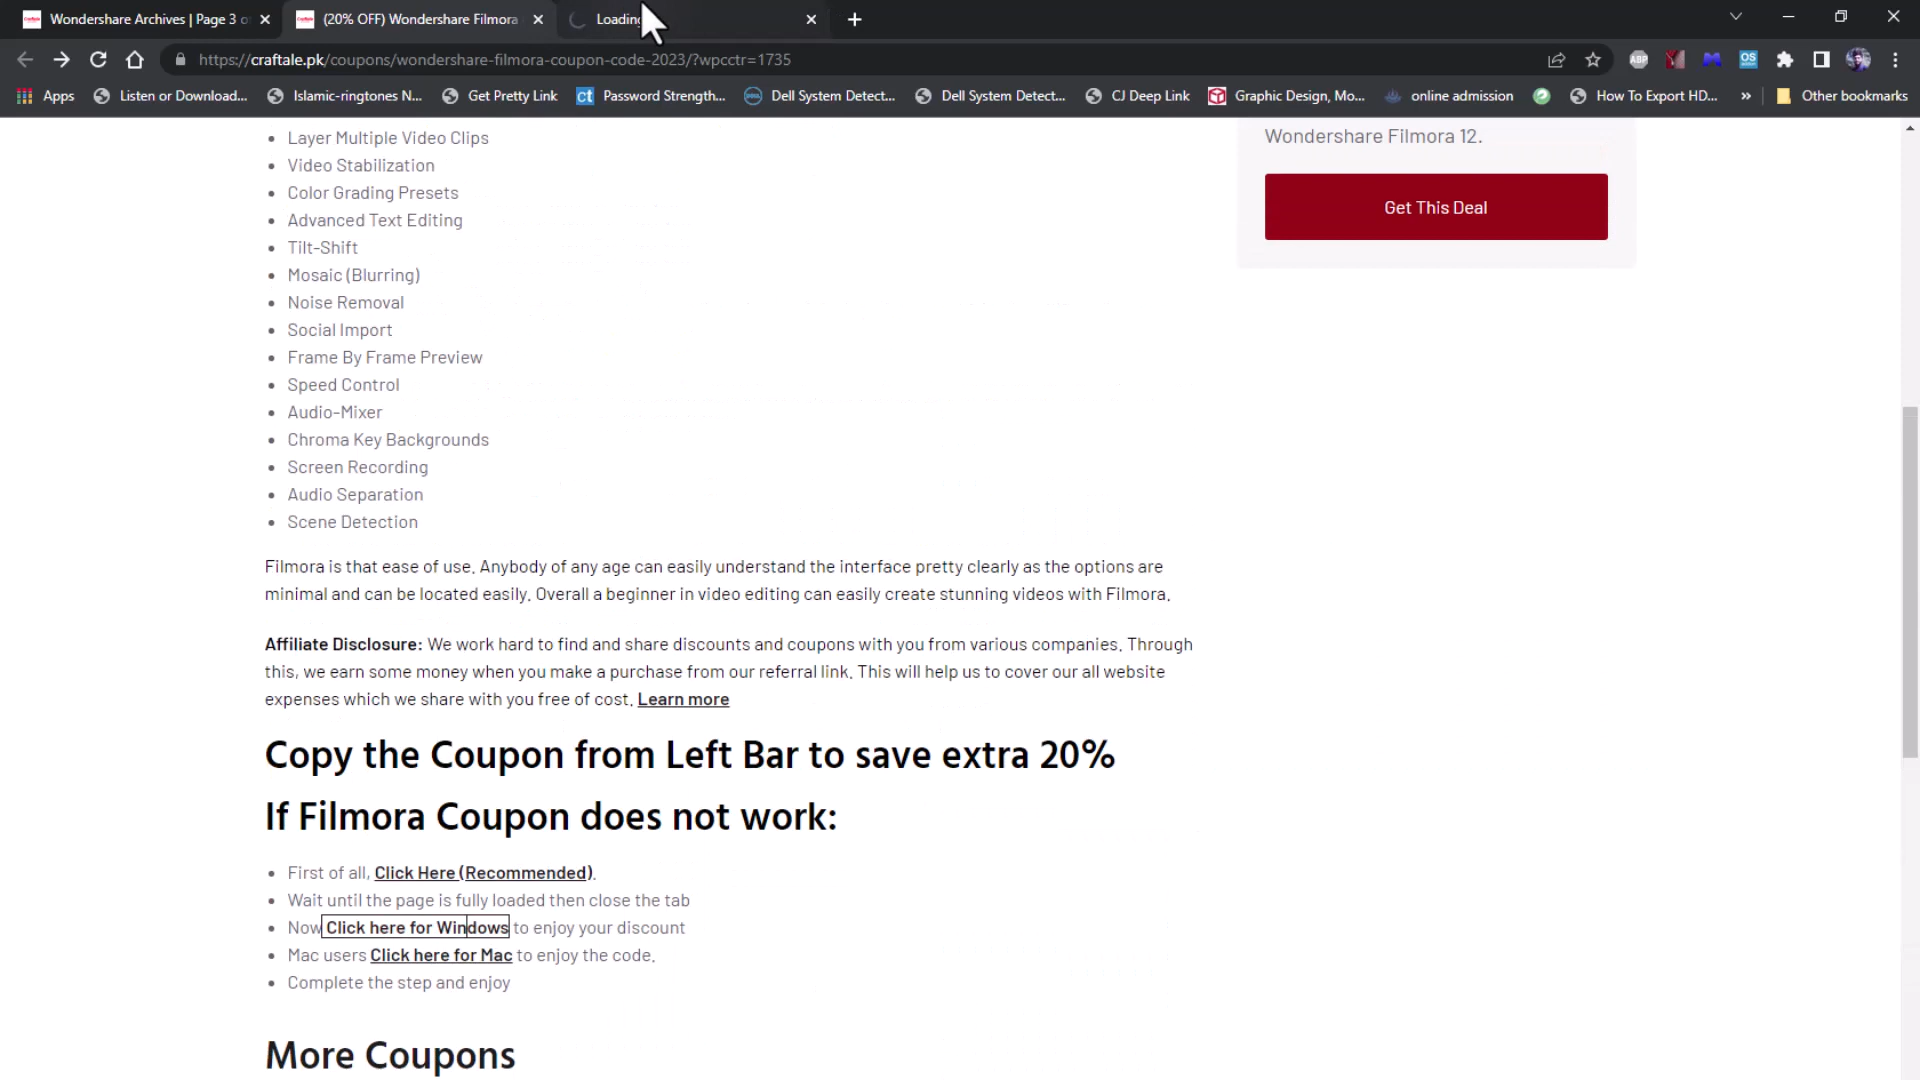 Wondershare Archives | Page 3 o
(20% OFF) Wondershare Filmora
Loading
https://craftale.pk/coupons/wondershare-filmora-coupon-code-2023/?wpcctr=1735
Apps
Listen or Download...
Islamic-ringtones N...
Get Pretty Link
Password Strength...
Dell System Detect...
Dell System Detect...
CJ Deep Link
Graphic Design, Mo...
online admission
How To Export HD...
Other bookmarks
Layer Multiple Video Clips
Video Stabilization
Color Grading Presets
Advanced Text Editing
Tilt-Shift
Mosaic (Blurring)
Noise Removal
Social Import
Frame By Frame Preview
Speed Control
Audio-Mixer
Chroma Key Backgrounds
Screen Recording
Audio Separation
Scene Detection
Wondershare Filmora 12.
Get This Deal
Filmora is that ease of use. Anybody of any age can easily understand the interface pretty clearly as the options are
minimal and can be located easily. Overall a beginner in video editing can easily create stunning videos with Filmora.
Affiliate Disclosure: We work hard to find and share discounts and coupons with you from various companies. Through
this, we earn some money when you make a purchase from our referral link. This will help us to cover our all website
expenses which we share with you free of cost. Learn more
Copy the Coupon from Left Bar to save extra 20%
If Filmora Coupon does not work:
First of all, Click Here (Recommended).
Wait until the page is fully loaded then close the tab
Now Click here for Windows to enjoy your discount
Mac users Click here for Mac to enjoy the code.
Complete the step and enjoy
More Coupons